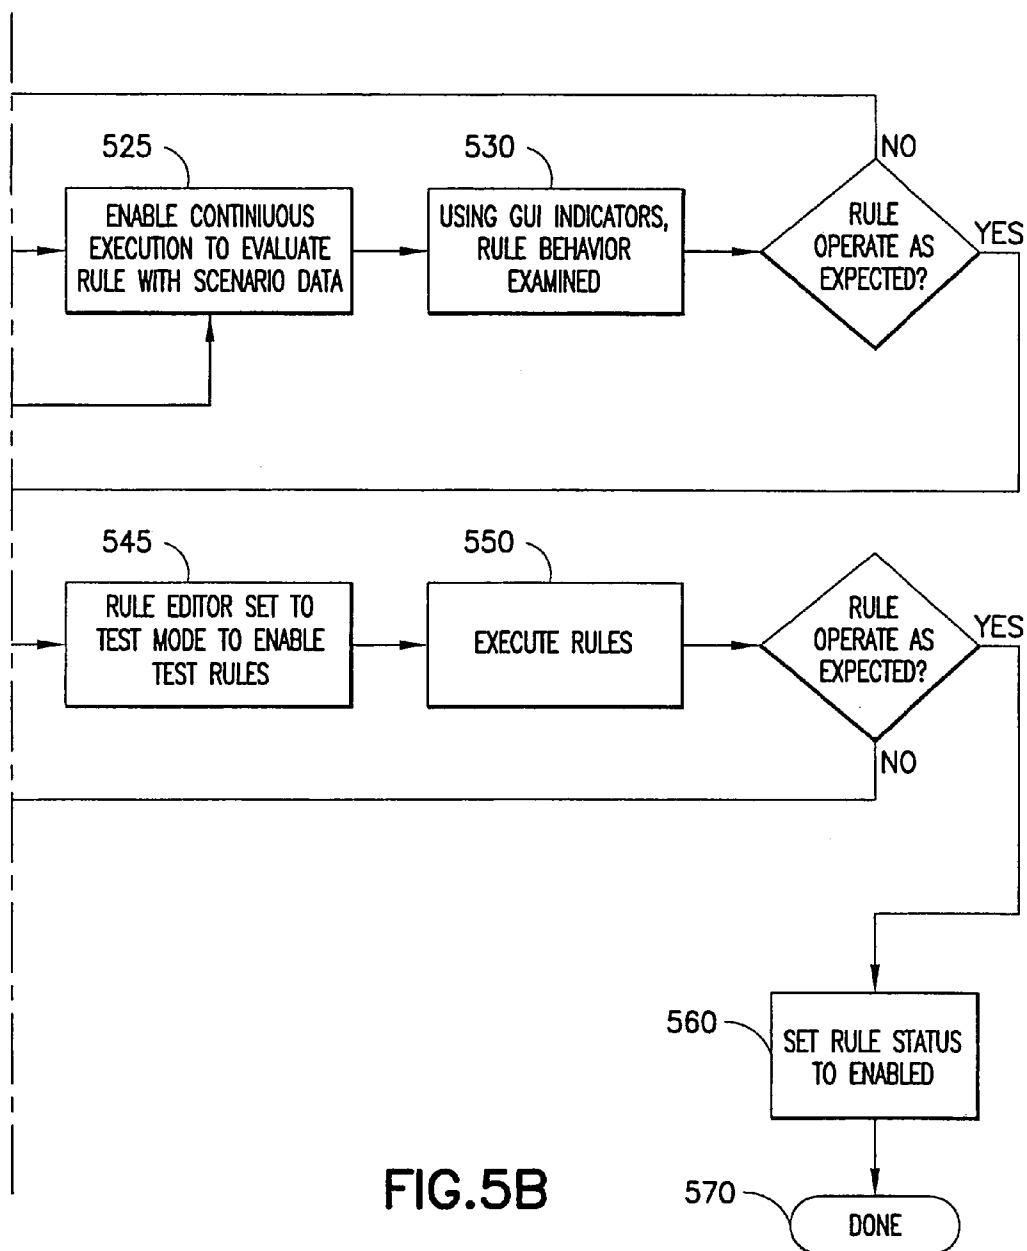 525
530
NO
ENABLE CONTINIUOUS
EXECUTION TO EVALUATE
RULE WITH SCENARIO DATA
USING GUI INDICATORS,
RULE BEHAVIOR
EXAMINED
RULE
OPERATE AS
EXPECTED?
YES
545
550
RULE EDITOR SET TO
TEST MODE TO ENABLE
TEST RULES
EXECUTE RULES
RULE
OPERATE AS
EXPECTED?
YES
NO
560
SET RULE STATUS
TO ENABLED
570
DONE
FIG.5B